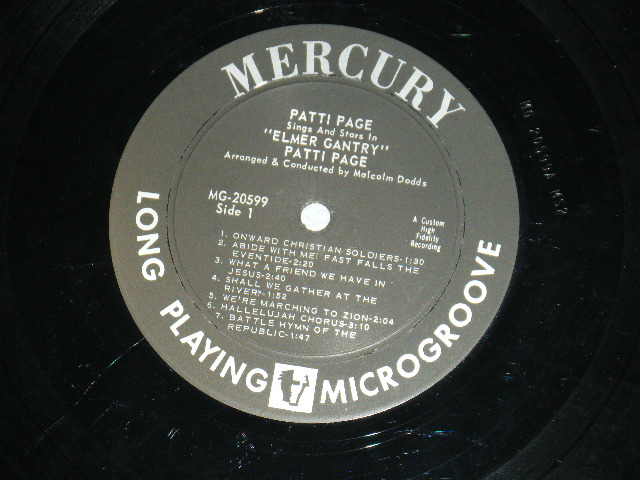 MERCURY
PATTI PAGE
Sings And Stars In
"ELMER GANTRY"
PATTI PAGE
Arranged & Conducted by Malcolm Dodds
MG-20599
Side 1
A Custom
High
Fidelity
Recording
1. ONWARD CHRISTIAN SOLDIERS-1:30
2. ABIDE WITH ME! FAST FALLS THE
EVENTIDE-2:20
3. WHAT A FRIEND WE HAVE IN
JESUS-2:40
4. SHALL WE GATHER AT THE
RIVER?-1:52
5. WE'RE MARCHING TO ZION-2:04
6. HALLELUJAH CHORUS-3:10
7. BATTLE HYMN OF THE
REPUBLIC-1:47
LONG PLAYING MICROGROOVE